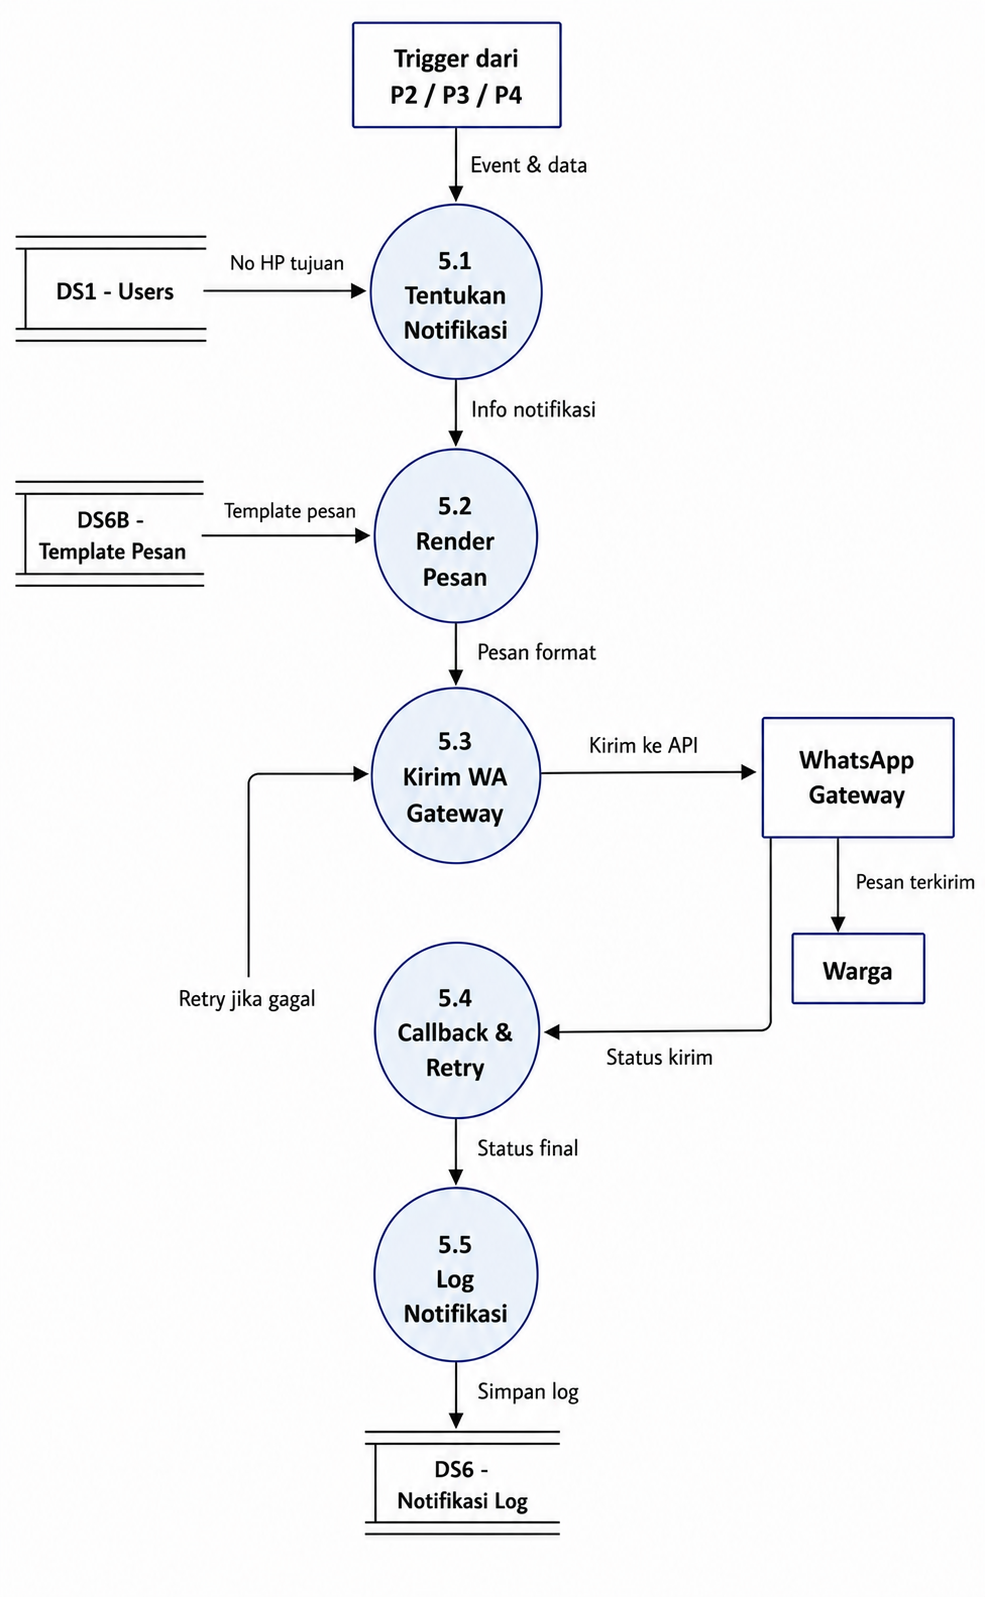 Trigger dari
P2 / P3 / P4
Event & data
No HP tujuan
DS1 - Users
5.1
Tentukan
Notifikasi
Info notifikasi
Template pesan
DS6B -
Template Pesan
5.2
Render
Pesan
Pesan format
5.3
Kirim WA
Gateway
Kirim ke API
WhatsApp
Gateway
Pesan terkirim
Warga
Retry jika gagal
5.4
Callback &
Retry
Status kirim
Status final
5.5
Log
Notifikasi
Simpan log
DS6 -
Notifikasi Log